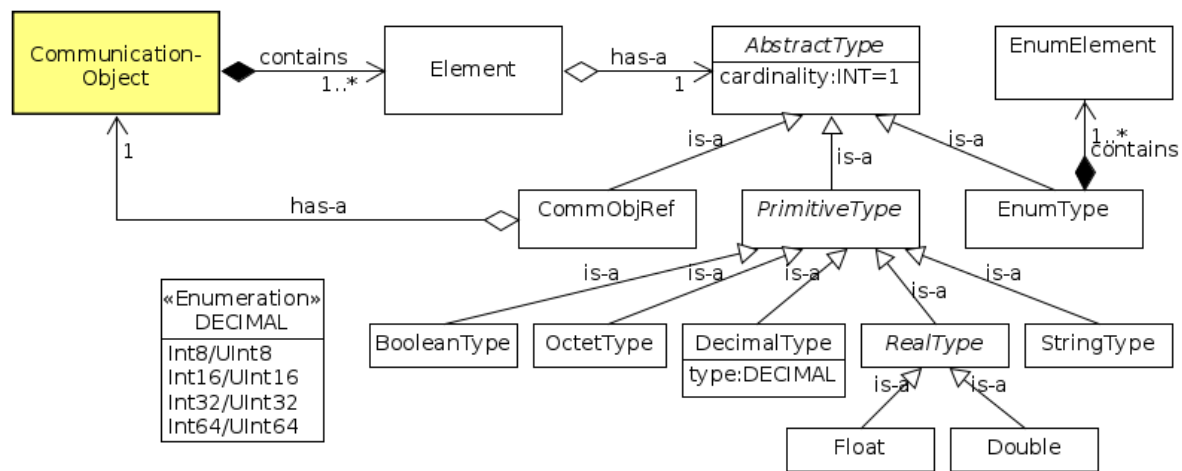 Communication-
Object
contains
1..*
Element
has-a
1
AbstractType
cardinality:INT=1
EnumElement
1
is-a
is-a
is-a
1..*
contains
has-a
CommObjRef
PrimitiveType
EnumType
«Enumeration»
DECIMAL
Int8/UInt8
Int16/UInt16
Int32/UInt32
Int64/UInt64
is-a
is-a
is-a
is-a
is-a
BooleanType
OctetType
DecimalType
type:DECIMAL
RealType
StringType
is-a
is-a
Float
Double